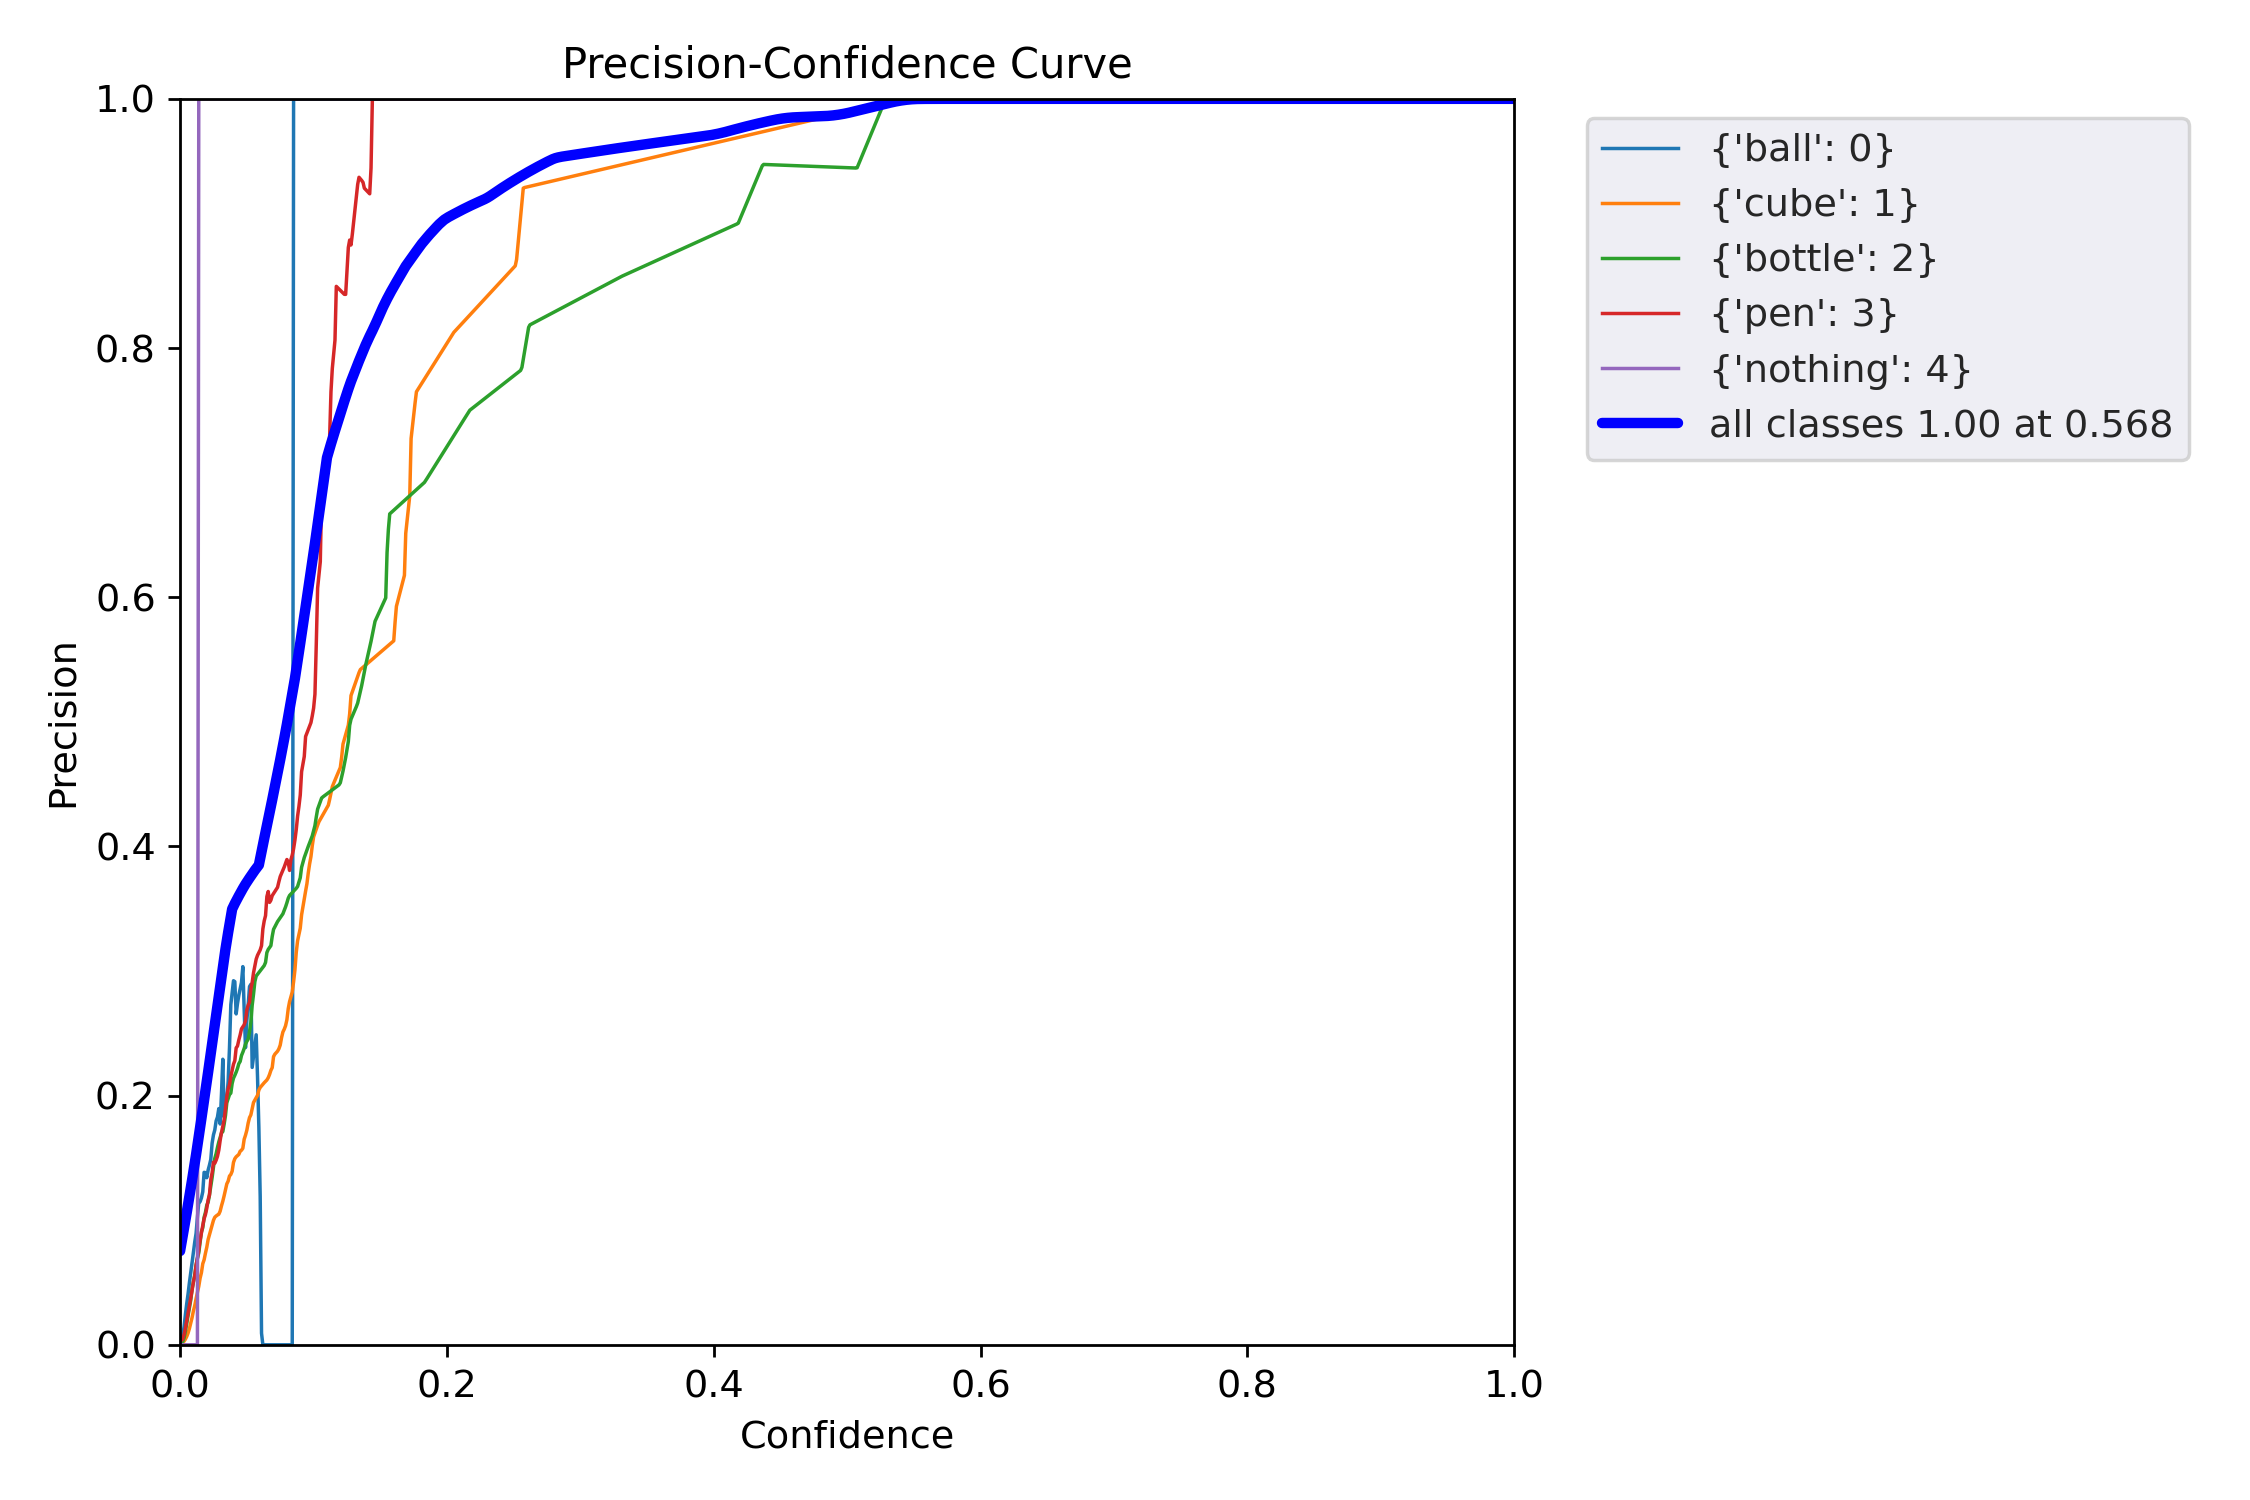 Precision-Confidence Curve
1.0
0.8
0.6
0.4
0.2
0.0
Precision
0.0 0.2 0.4 0.6 0.8 1.0
Confidence
{'ball': 0}
{'cube': 1}
{'bottle': 2}
{'pen': 3}
{'nothing': 4}
all classes 1.00 at 0.568